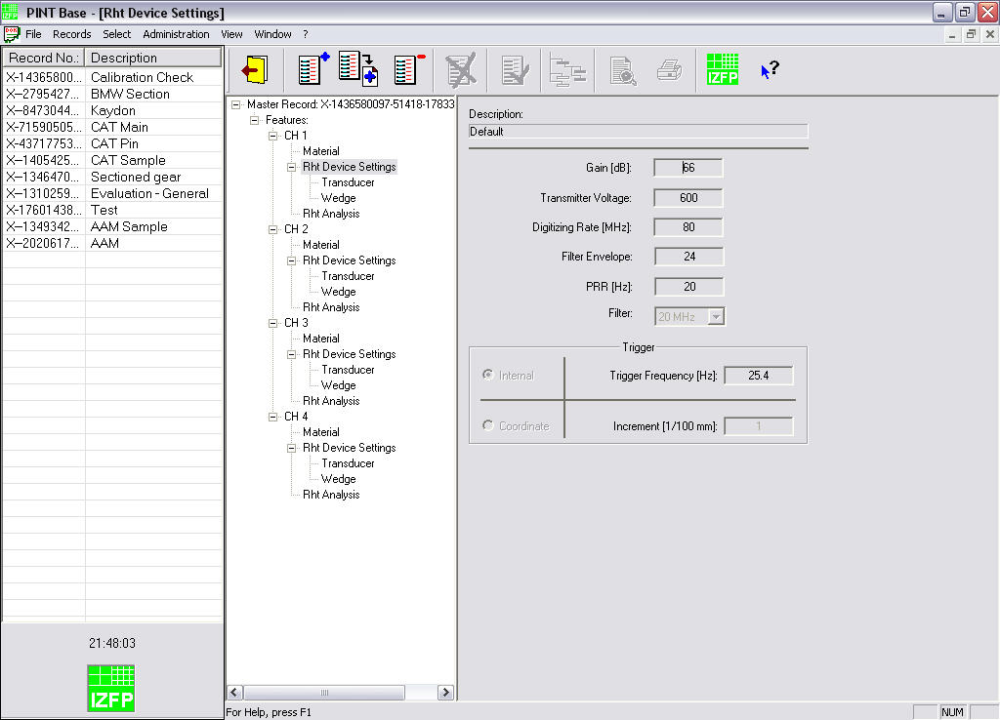 PINT Base - [Rht Device Settings]
File Records Select Administration View Window ?
Record No.: Description
X-14365800... Calibration Check
X--2795427... BMW Section
X--8473044... Kaydon
X-71590505... CAT Main
X-43717753... CAT Pin
X--1405425... CAT Sample
X--1346470... Sectioned gear
X--1310259... Evaluation - General
X-17601438... Test
X--1349342... AAM Sample
X--2020617... AAM
21:48:03
IZFP
IZFP
Master Record: X-1436580097-51418-17833
Features:
CH 1
Material
Rht Device Settings
Transducer
Wedge
Rht Analysis
CH 2
Material
Rht Device Settings
Transducer
Wedge
Rht Analysis
CH 3
Material
Rht Device Settings
Transducer
Wedge
Rht Analysis
CH 4
Material
Rht Device Settings
Transducer
Wedge
Rht Analysis
Description:
Default
Gain [dB]: 66
Transmitter Voltage: 600
Digitizing Rate [MHz]: 80
Filter Envelope: 24
PRR [Hz]: 20
Filter: 20 MHz
Trigger
Internal Trigger Frequency [Hz]: 25.4
Coordinate Increment [1/100 mm]: 1
For Help, press F1
NUM